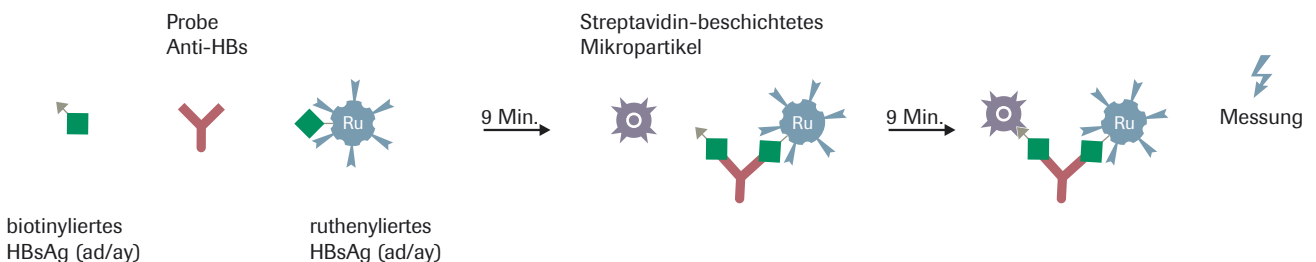 Probe
Anti-HBs
Streptavidin-beschichtetes
Mikropartikel
Ru
9 Min.
Ru
9 Min.
Ru
Messung
biotinyliertes
HBsAg (ad/ay)
ruthenyliertes
HBsAg (ad/ay)